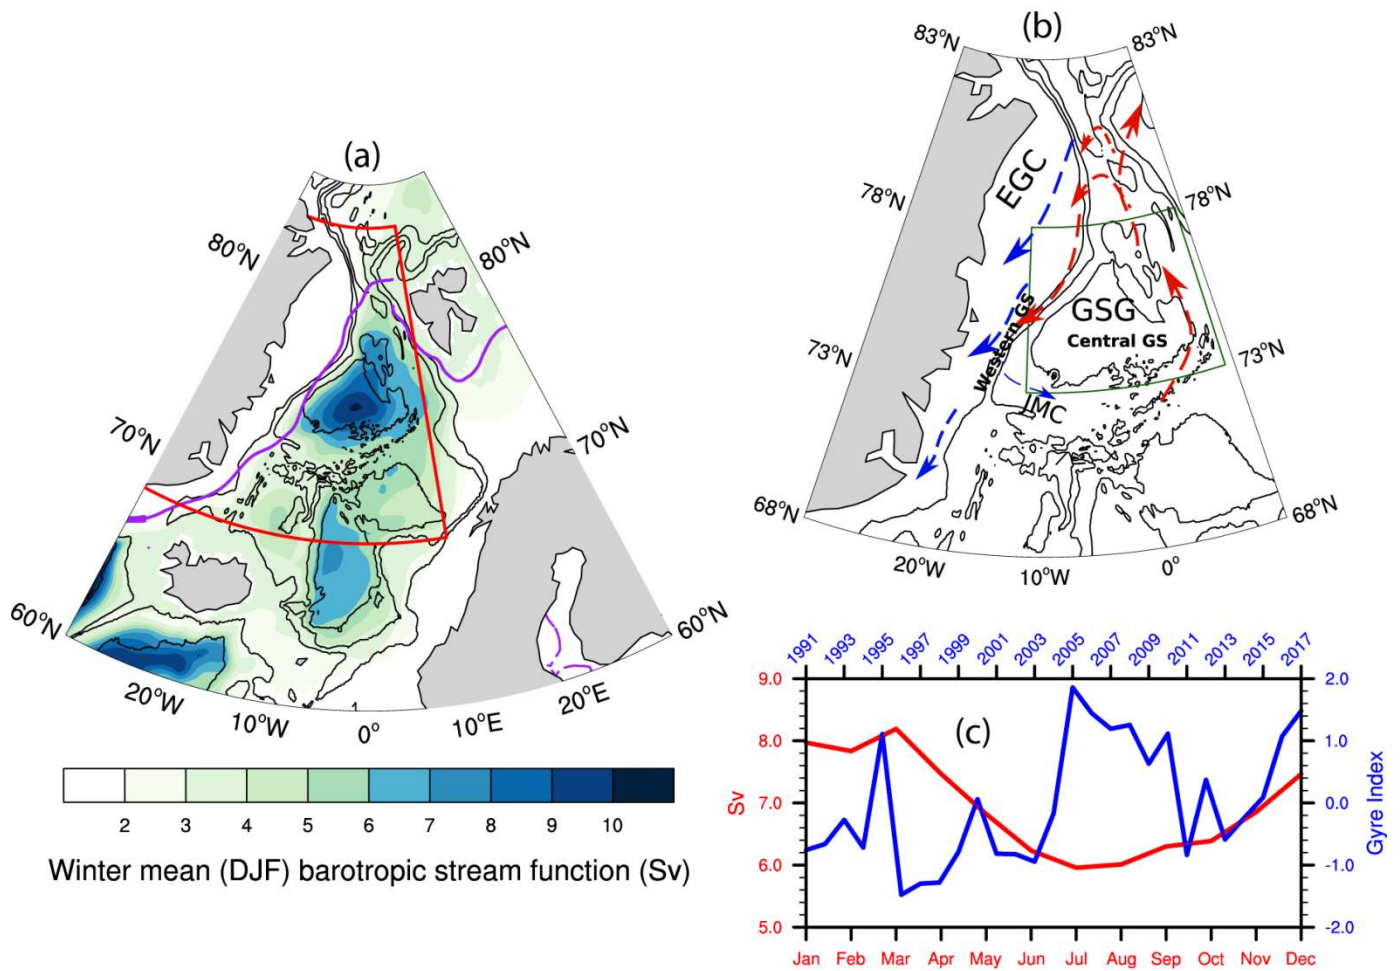 (a)
80°N
80°N
70°N
70°N
60°N
60°N
20°W
10°W
0°
10°E
20°E
2 3 4 5 6 7 8 9 10
Winter mean (DJF) barotropic stream function (Sv)
(b)
83°N
83°N
78°N
78°N
73°N
73°N
68°N
68°N
20°W
10°W
0°
EGC
GSG
Central GS
Western GS
JMC
(c)
1991 1993 1995 1997 1999 2001 2003 2005 2007 2009 2011 2013 2015 2017
9.0
8.0
7.0
6.0
5.0
Sv
2.0
1.0
0.0
-1.0
-2.0
Gyre Index
Jan Feb Mar Apr May Jun Jul Aug Sep Oct Nov Dec